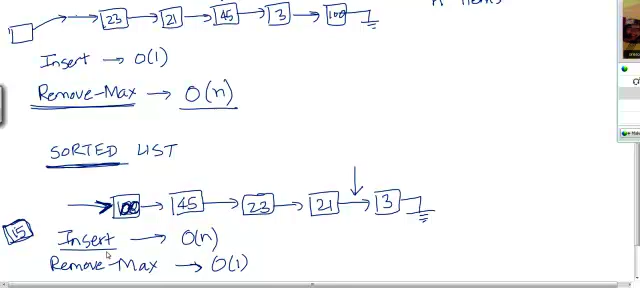 n items
23 21 45 3 100
Insert → O(1)
Remove-Max → O(n)
SORTED LIST
100 45 23 21 3
15
Insert → O(n)
Remove-Max → O(1)